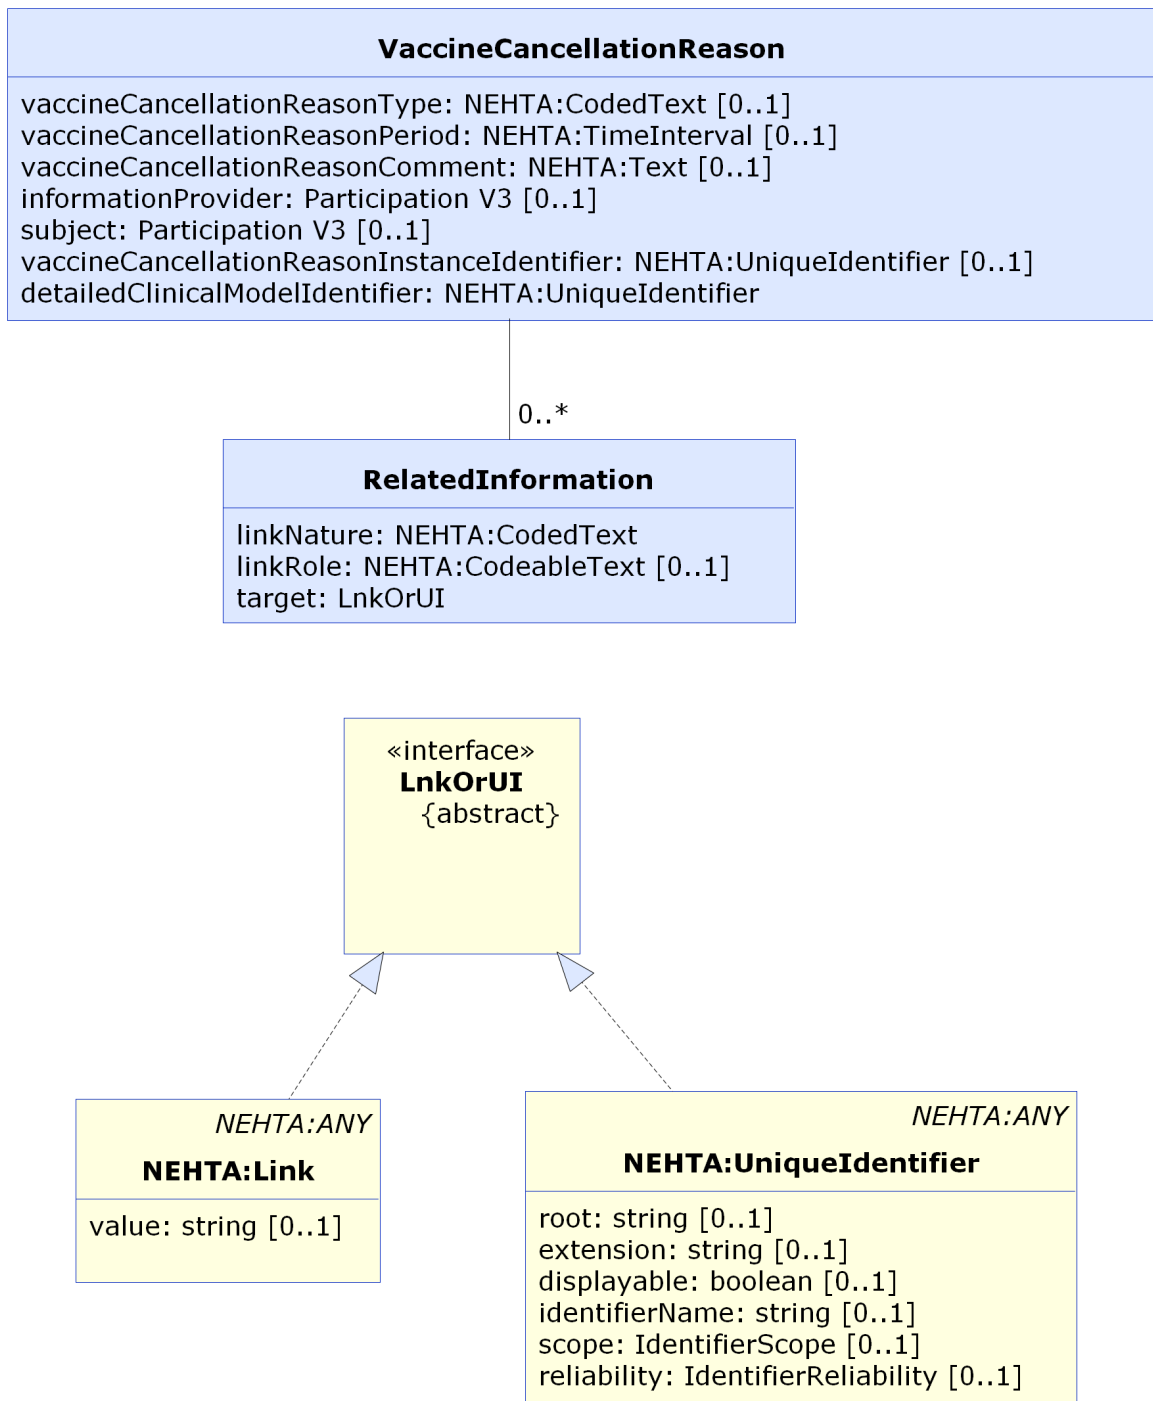 VaccineCancellationReason
vaccineCancellationReasonType: NEHTA:CodedText [0..1]
vaccineCancellationReasonPeriod: NEHTA:TimeInterval [0..1]
vaccineCancellationReasonComment: NEHTA:Text [0..1]
informationProvider: Participation V3 [0..1]
subject: Participation V3 [0..1]
vaccineCancellationReasonInstanceIdentifier: NEHTA:UniqueIdentifier [0..1]
detailedClinicalModelIdentifier: NEHTA:UniqueIdentifier
0..*
RelatedInformation
linkNature: NEHTA:CodedText
linkRole: NEHTA:CodeableText [0..1]
target: LnkOrUI
«interface»
LnkOrUI
{abstract}
NEHTA:ANY
NEHTA:Link
value: string [0..1]
NEHTA:ANY
NEHTA:UniqueIdentifier
root: string [0..1]
extension: string [0..1]
displayable: boolean [0..1]
identifierName: string [0..1]
scope: IdentifierScope [0..1]
reliability: IdentifierReliability [0..1]